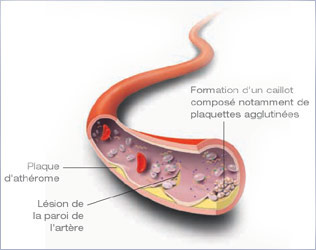 Formation d'un caillot
composé notamment de
plaquettes agglutinées
Plaque
d'athérome
Lésion de
la paroi de
l'artère